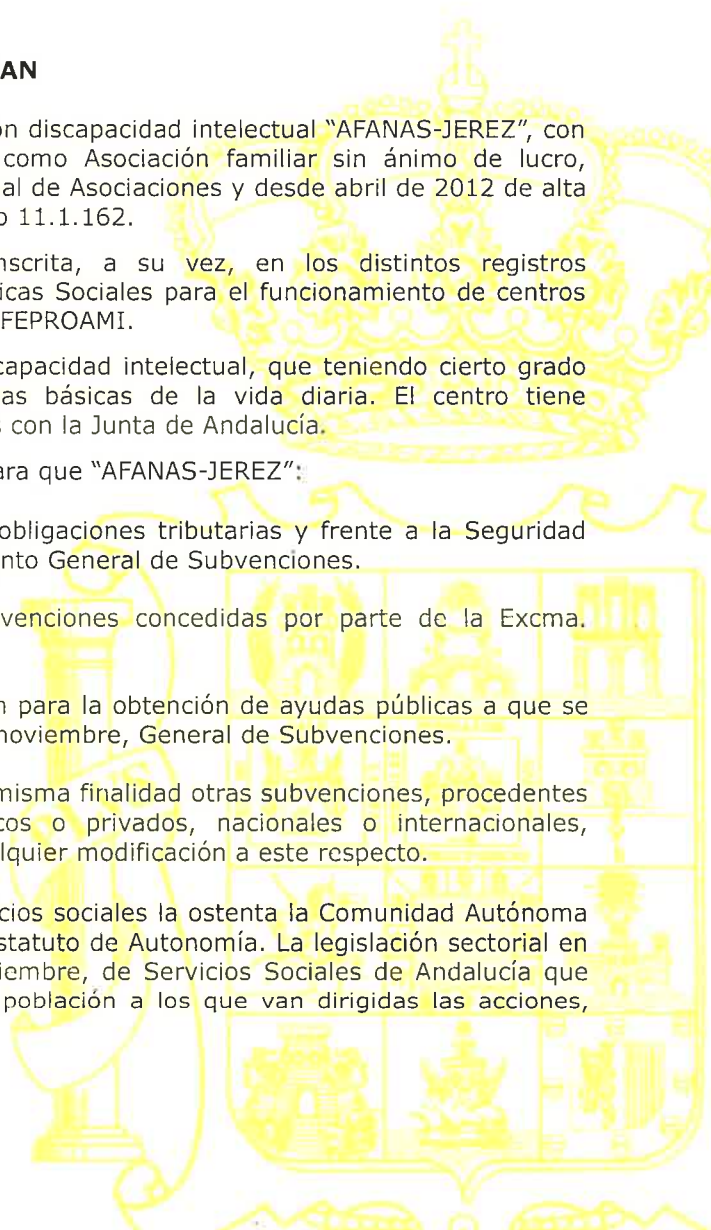 AN
on discapacidad intelectual "AFANAS-JEREZ", con
como Asociación familiar sin ánimo de lucro,
al de Asociaciones y desde abril de 2012 de alta
o 11.1.162.
nscrita, a su vez, en los distintos registros
icas Sociales para el funcionamiento de centros
FEPROAMI.
capacidad intelectual, que teniendo cierto grado
as básicas de la vida diaria. El centro tiene
s con la Junta de Andalucía.
ara que "AFANAS-JEREZ":
obligaciones tributarias y frente a la Seguridad
nto General de Subvenciones.
venciones concedidas por parte de la Excma.
n para la obtención de ayudas públicas a que se
noviembre, General de Subvenciones.
misma finalidad otras subvenciones, procedentes
cos o privados, nacionales o internacionales,
lquier modificación a este respecto.
cios sociales la ostenta la Comunidad Autónoma
statuto de Autonomía. La legislación sectorial en
iembre, de Servicios Sociales de Andalucía que
población a los que van dirigidas las acciones,